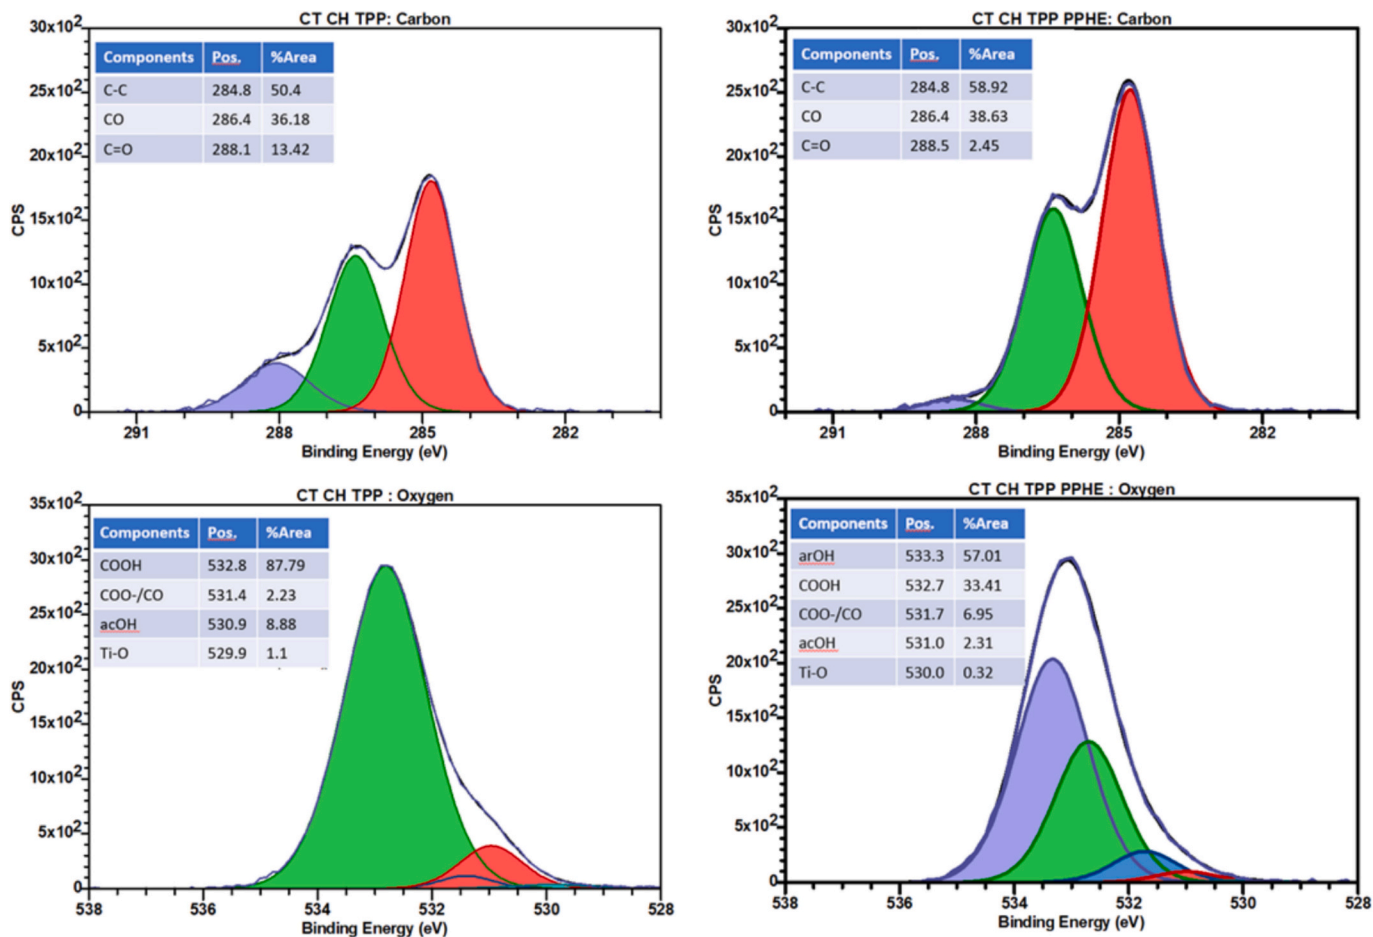 CT CH TPP: Carbon
30x102
25x102
20x102
15x102
10x102
5x102
0
CPS
Components Pos. %Area
C-C 284.8 50.4
CO 286.4 36.18
C=O 288.1 13.42
291 288 285 282
Binding Energy (eV)
CT CH TPP PPHE: Carbon
30x102
25x102
20x102
15x102
10x102
5x102
0
CPS
Components Pos. %Area
C-C 284.8 58.92
CO 286.4 38.63
C=O 288.5 2.45
291 288 285 282
Binding Energy (eV)
CT CH TPP : Oxygen
35x102
30x102
25x102
20x102
15x102
10x102
5x102
0
CPS
Components Pos. %Area
COOH 532.8 87.79
COO-/CO 531.4 2.23
acOH 530.9 8.88
Ti-O 529.9 1.1
538 536 534 532 530 528
Binding Energy (eV)
CT CH TPP PPHE : Oxygen
35x102
30x102
25x102
20x102
15x102
10x102
5x102
0
CPS
Components Pos. %Area
arOH 533.3 57.01
COOH 532.7 33.41
COO-/CO 531.7 6.95
acOH 531.0 2.31
Ti-O 530.0 0.32
538 536 534 532 530 528
Binding Energy (eV)